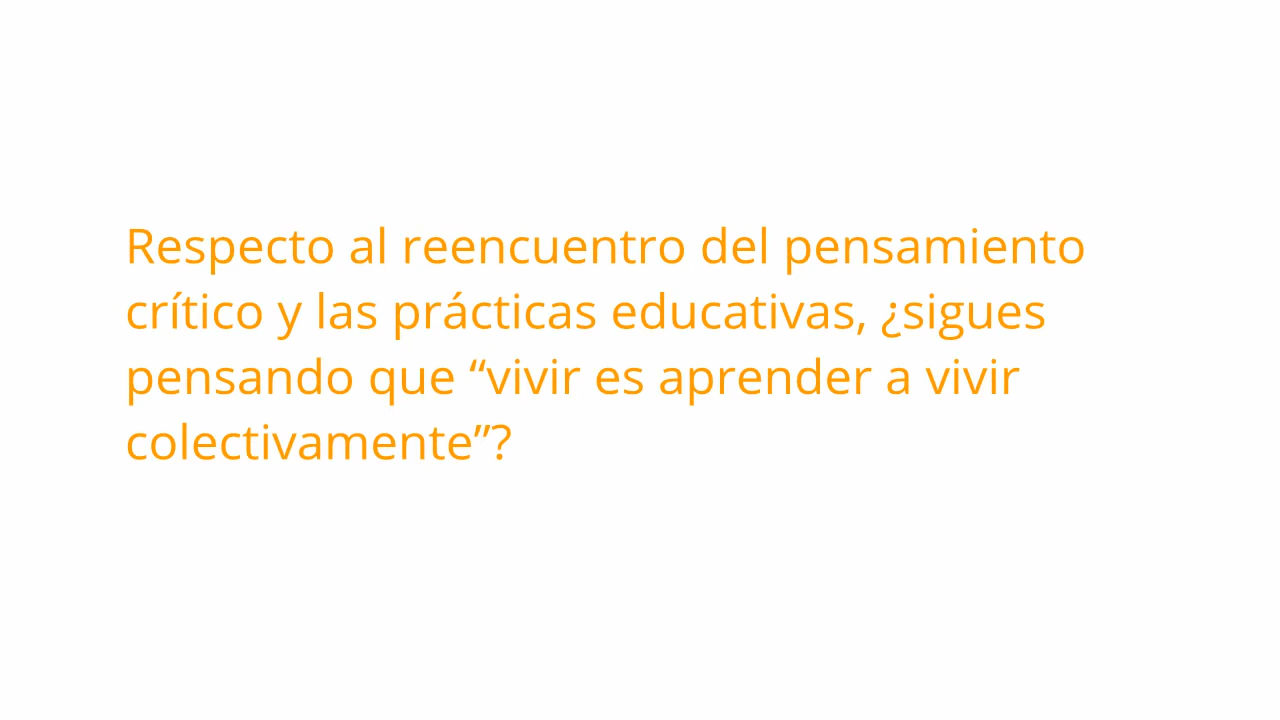 Respecto al reencuentro del pensamiento
crítico y las prácticas educativas, ¿sigues
pensando que “vivir es aprender a vivir
colectivamente”?